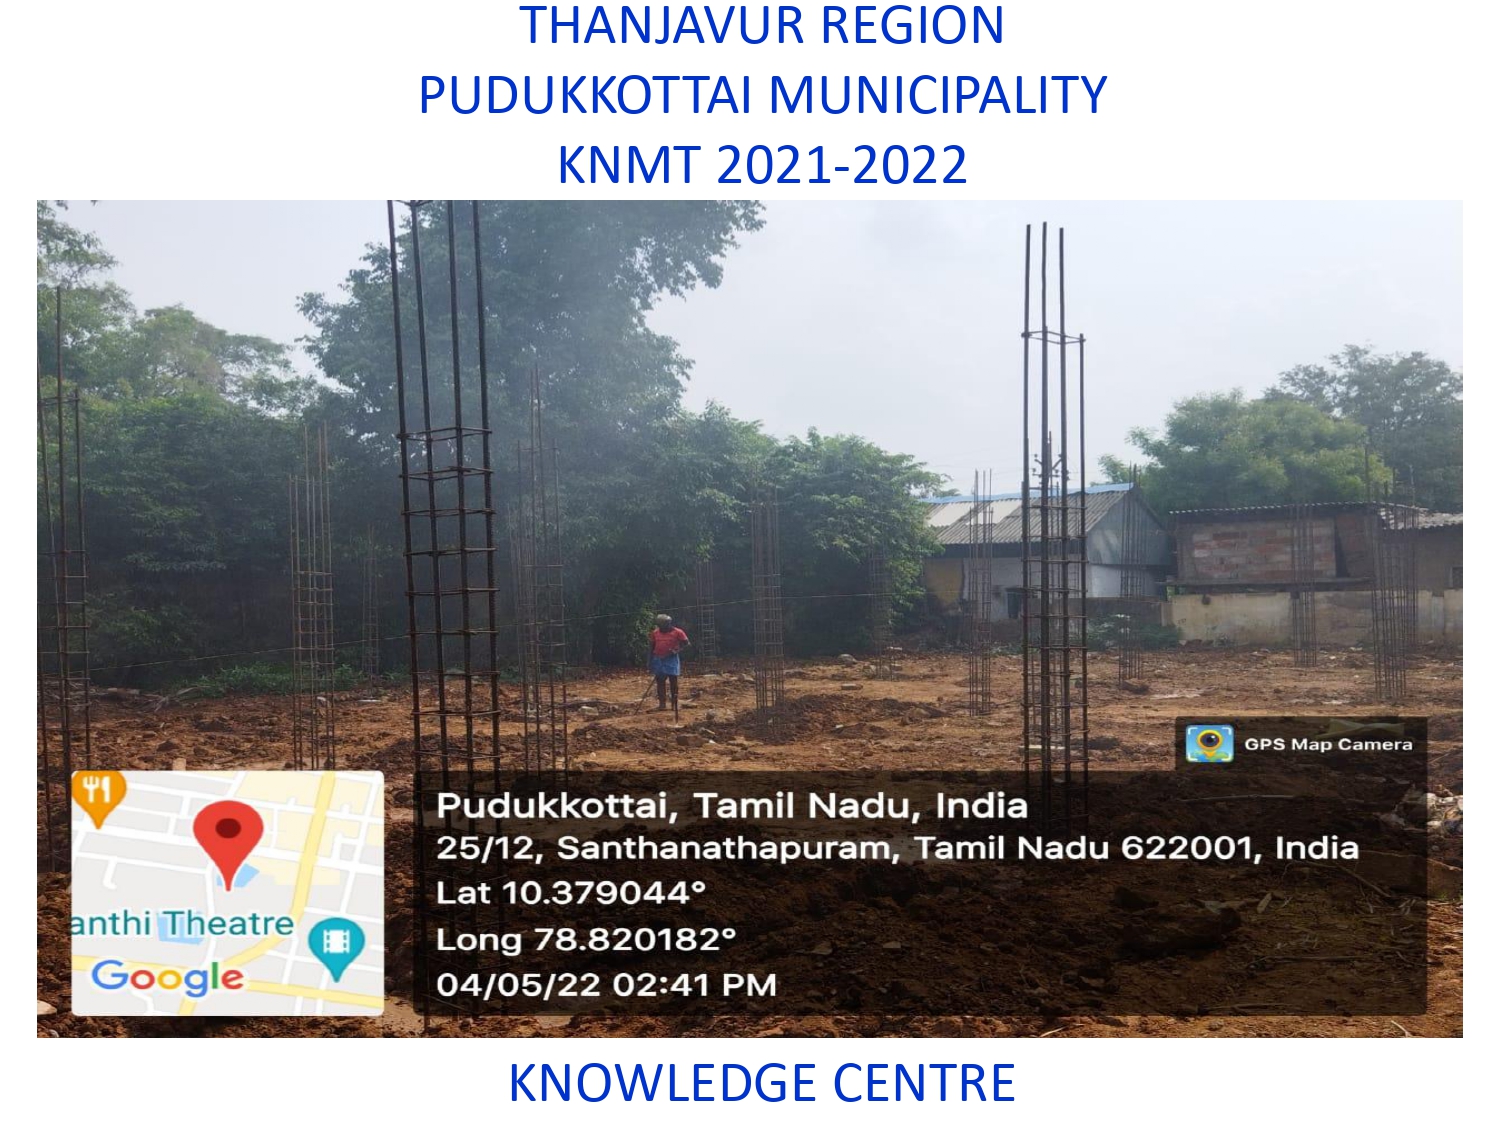 THANJAVUR REGION
PUDUKKOTTAI MUNICIPALITY
KNMT 2021-2022
GPS Map Camera
Pudukkottai, Tamil Nadu, India
25/12, Santhanathapuram, Tamil Nadu 622001, India
Lat 10.379044°
Long 78.820182°
04/05/22 02:41 PM
anthi Theatre
Google
KNOWLEDGE CENTRE